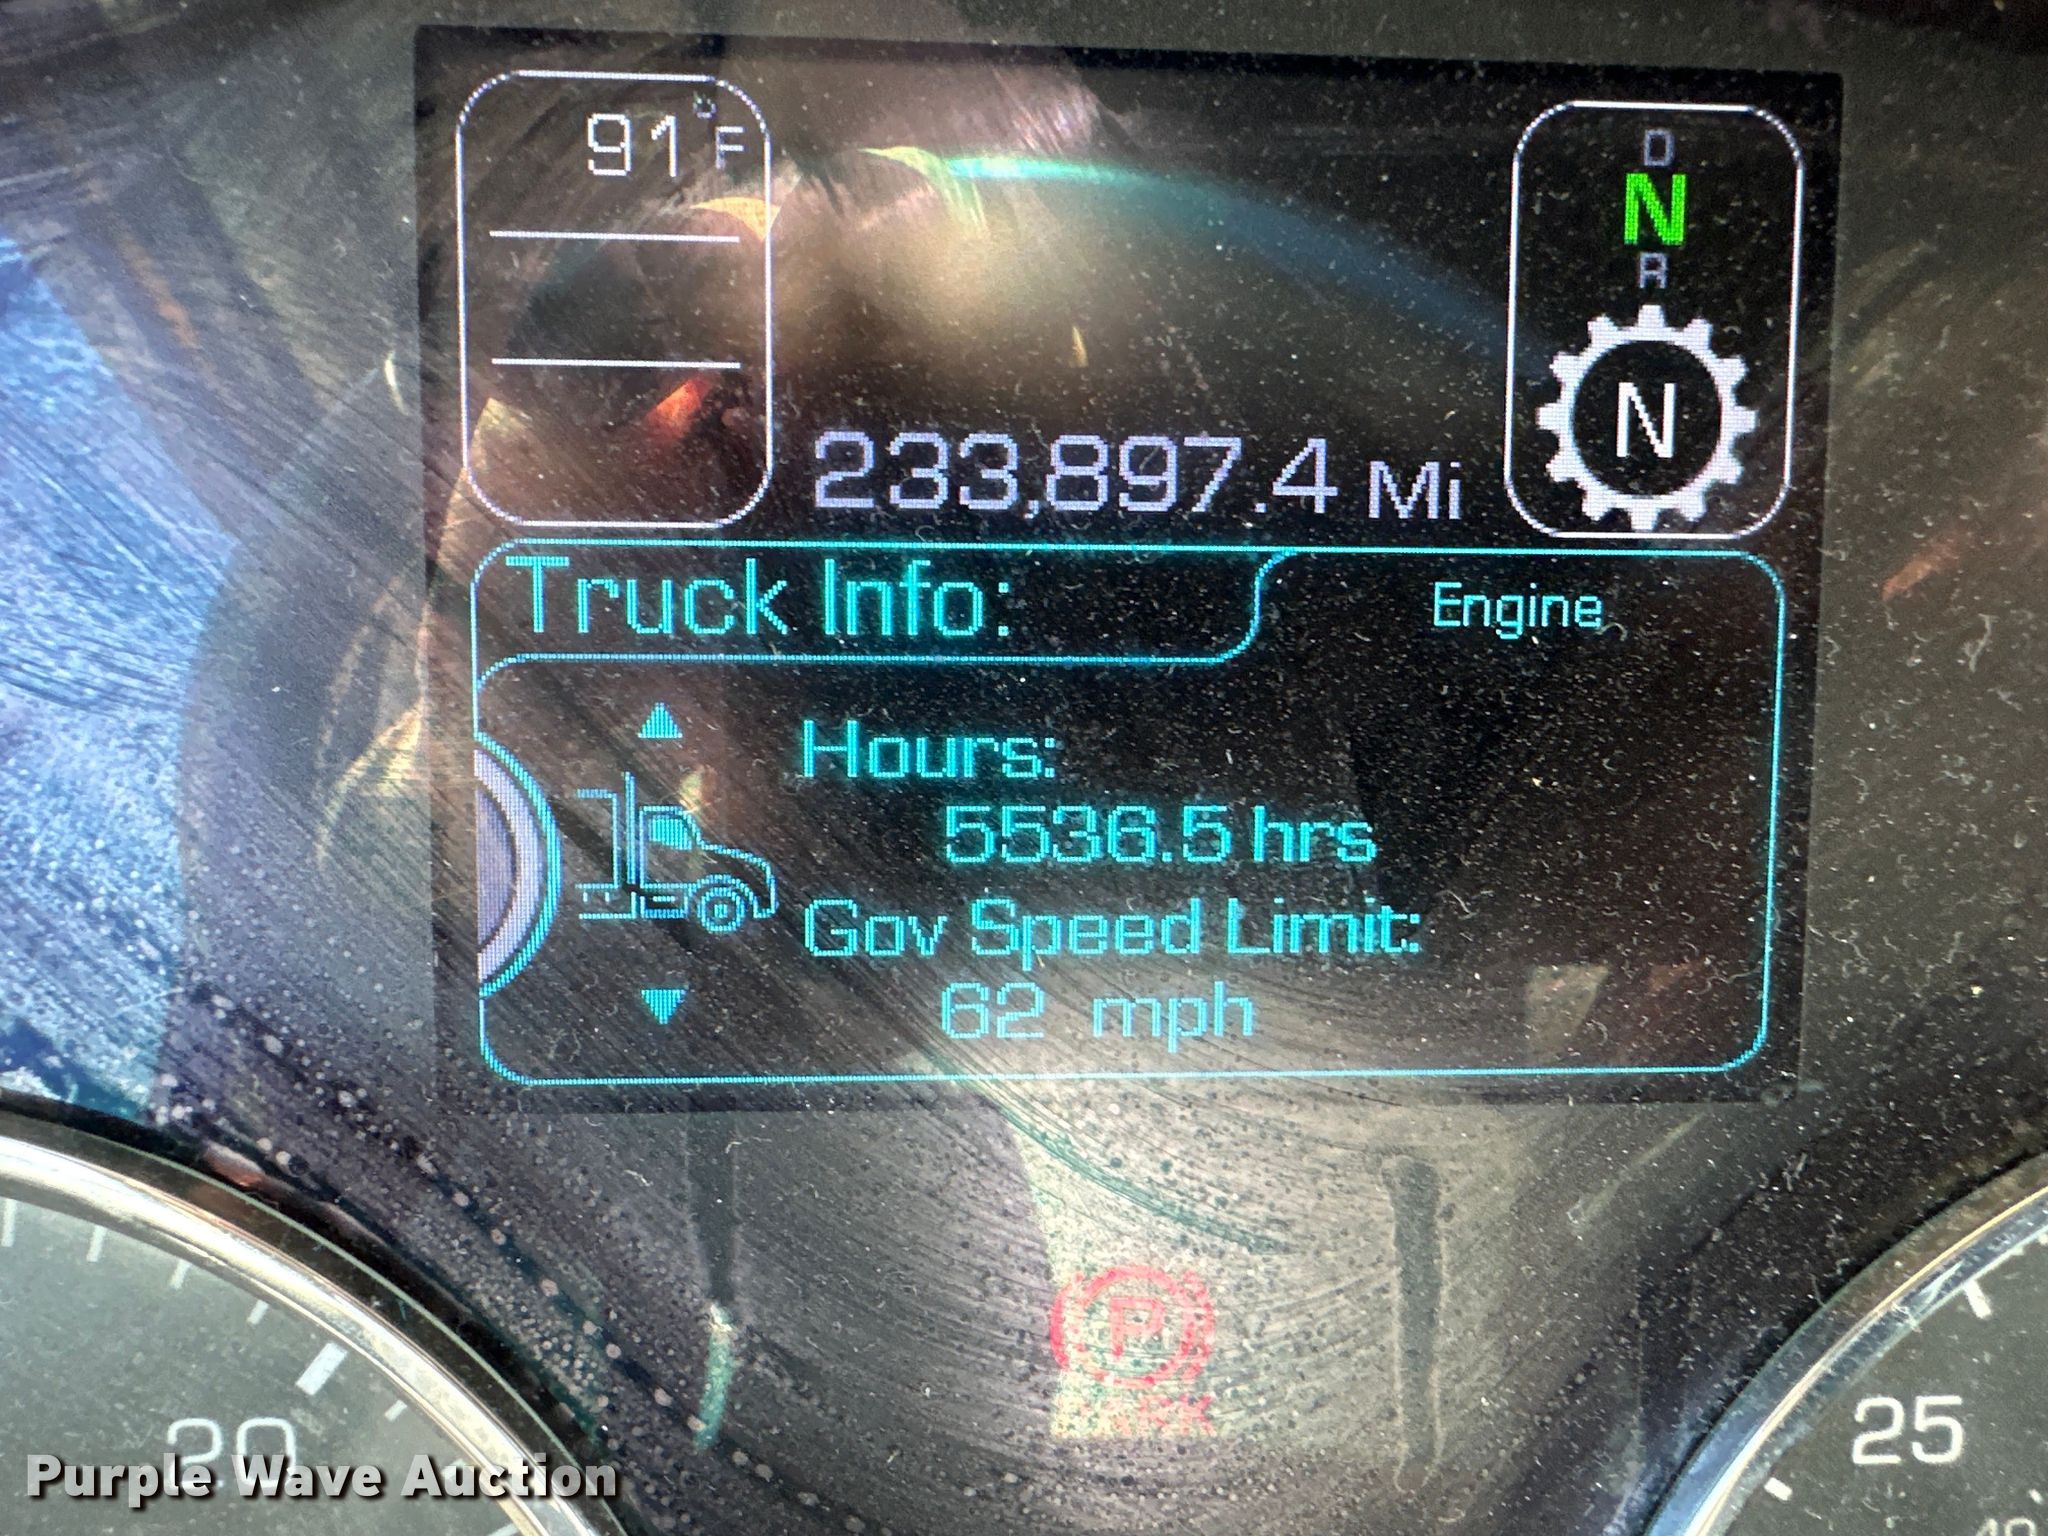 91°F
D
N
R
N
233,897.4 Mi
Truck Info:
Engine
Hours:
5536.5 hrs
Gov Speed Limit:
62 mph
P
PARK
20
25
Purple Wave Auction